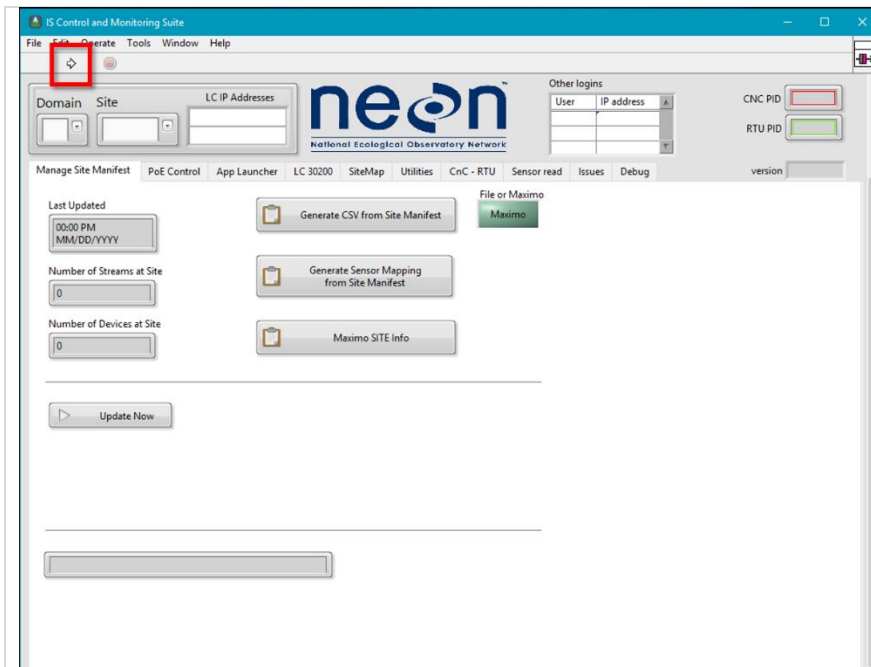 IS Control and Monitoring Suite
File Edit Operate Tools Window Help
Domain Site
LC IP Addresses
neon
National Ecological Observatory Network
Other logins
User IP address
CNC PID
RTU PID
Manage Site Manifest PoE Control App Launcher LC 30200 SiteMap Utilities CnC - RTU Sensor read Issues Debug
version
Last Updated
00:00 PM
MM/DD/YYYY
Generate CSV from Site Manifest
File or Maximo
Maximo
Number of Streams at Site
0
Generate Sensor Mapping
from Site Manifest
Number of Devices at Site
0
Maximo SITE Info
Update Now